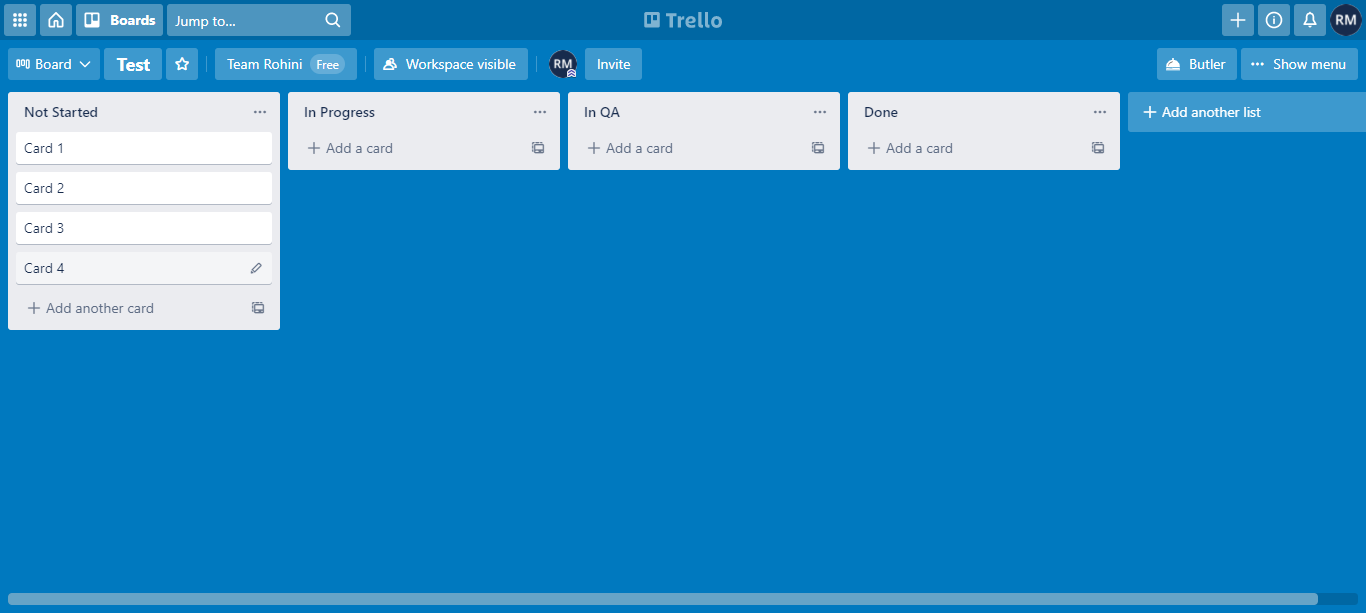 Boards Jump to... Trello RM
Board Test Team Rohini Free Workspace visible RM Invite Butler Show menu
Not Started
Card 1
Card 2
Card 3
Card 4
Add another card
In Progress
Add a card
In QA
Add a card
Done
Add a card
Add another list